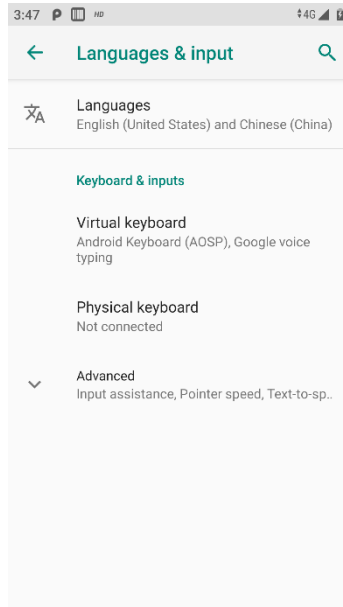 3:47 P HD 4G
Languages & input
Languages
English (United States) and Chinese (China)
Keyboard & inputs
Virtual keyboard
Android Keyboard (AOSP), Google voice
typing
Physical keyboard
Not connected
Advanced
Input assistance, Pointer speed, Text-to-sp..